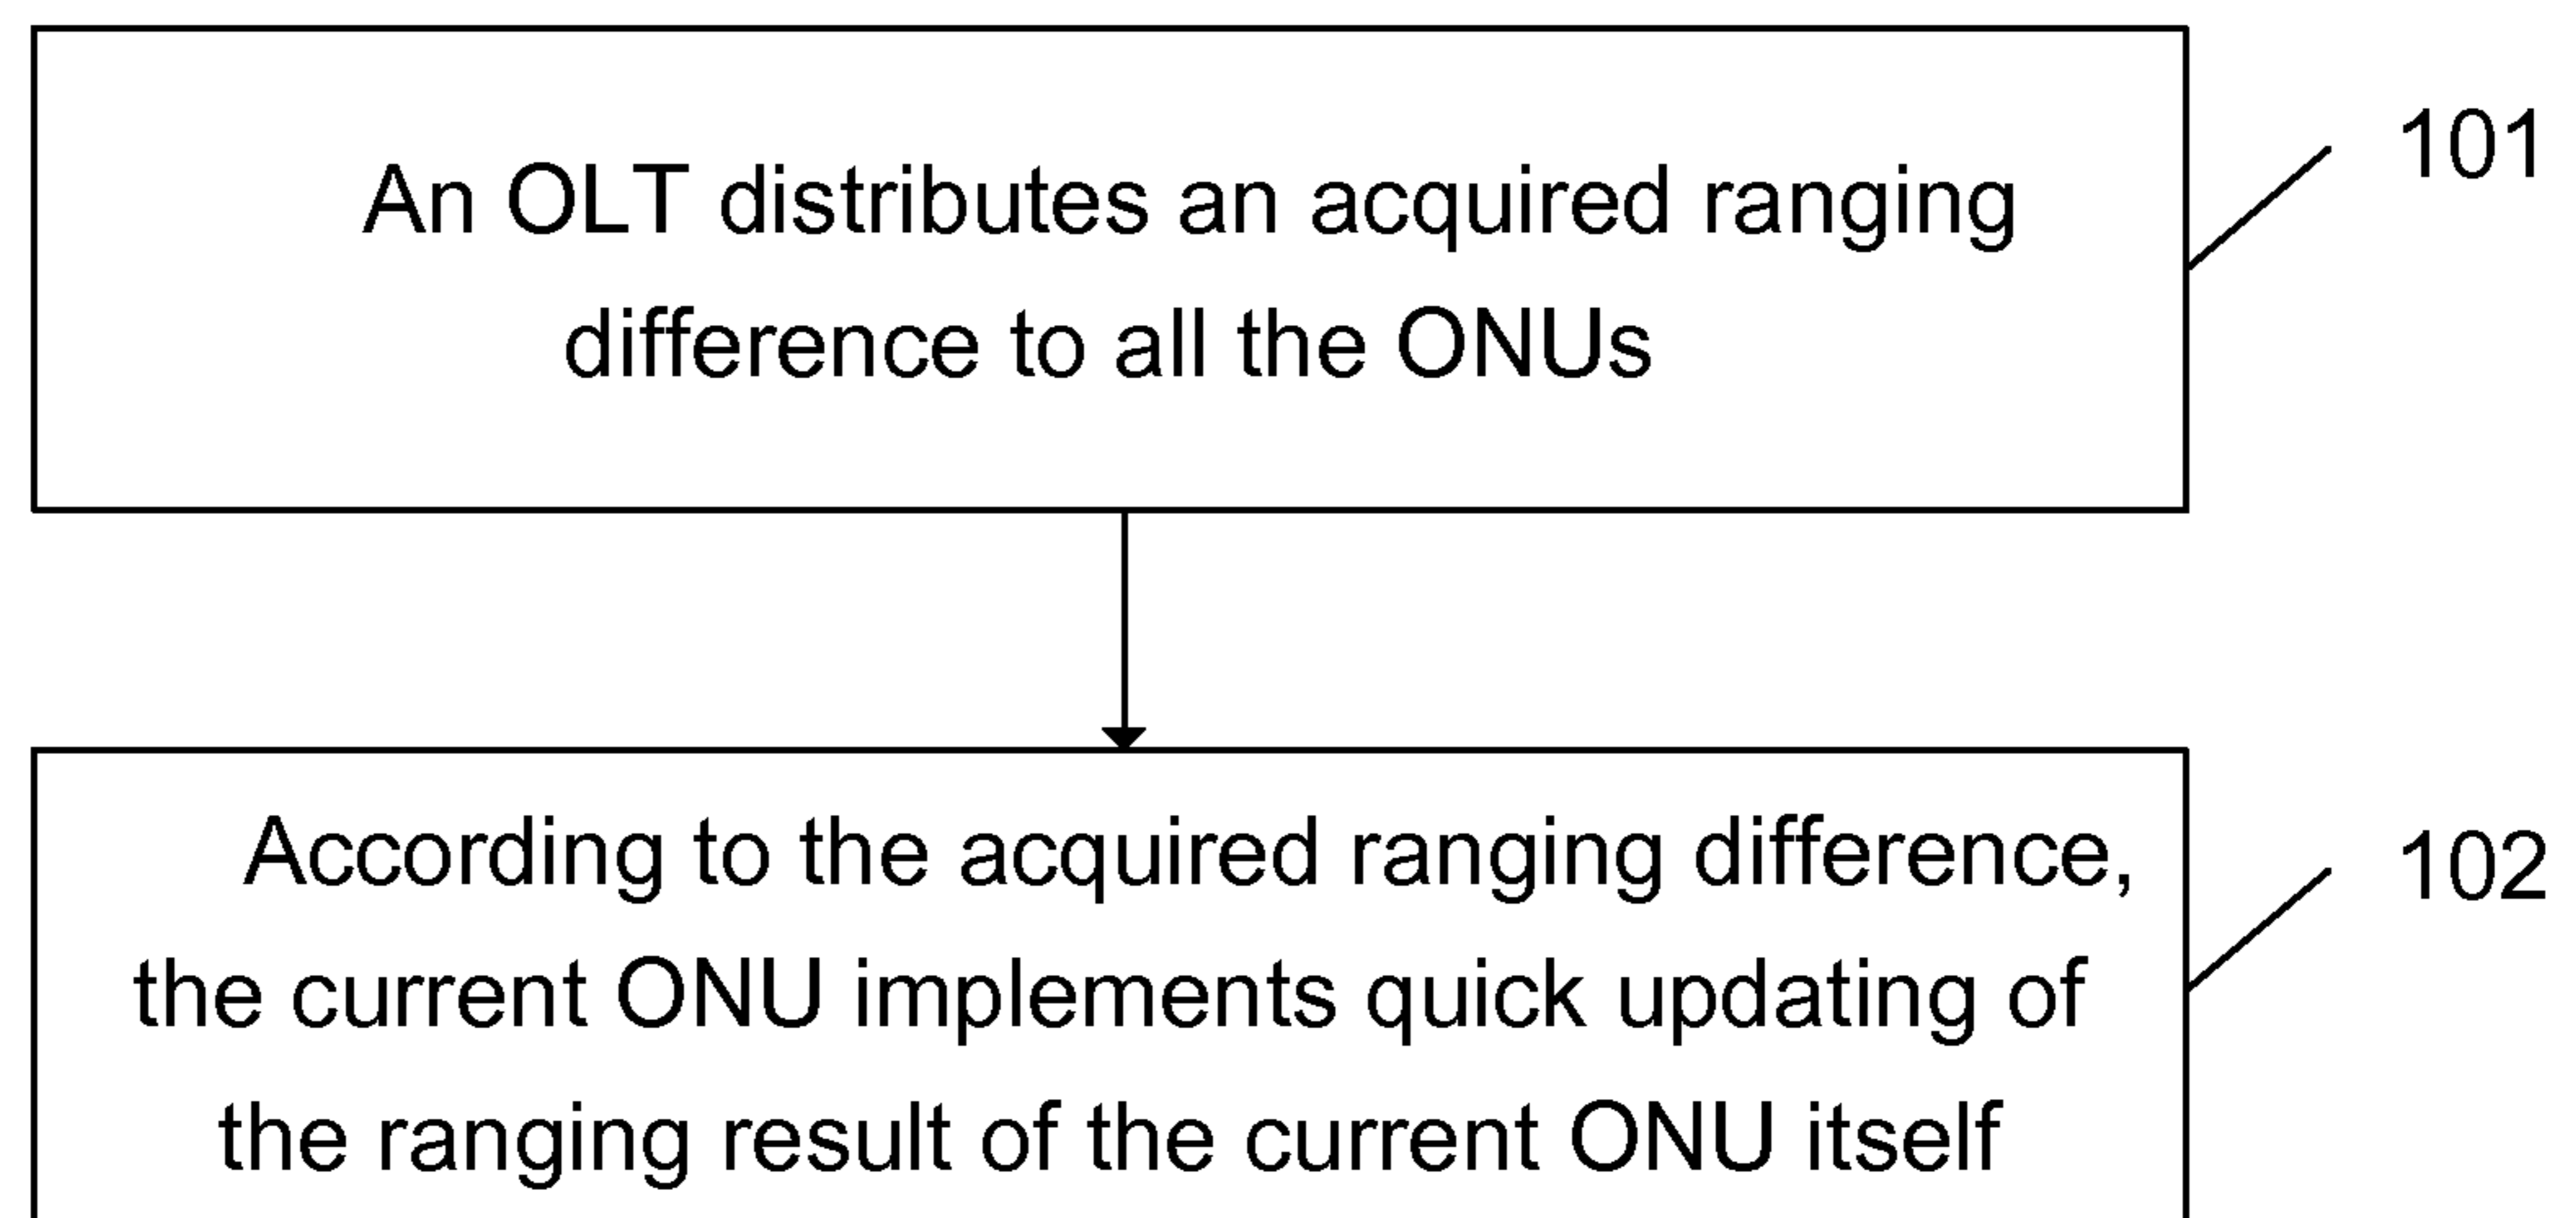 An OLT distributes an acquired ranging
difference to all the ONUs
101
According to the acquired ranging difference,
the current ONU implements quick updating of
the ranging result of the current ONU itself
102